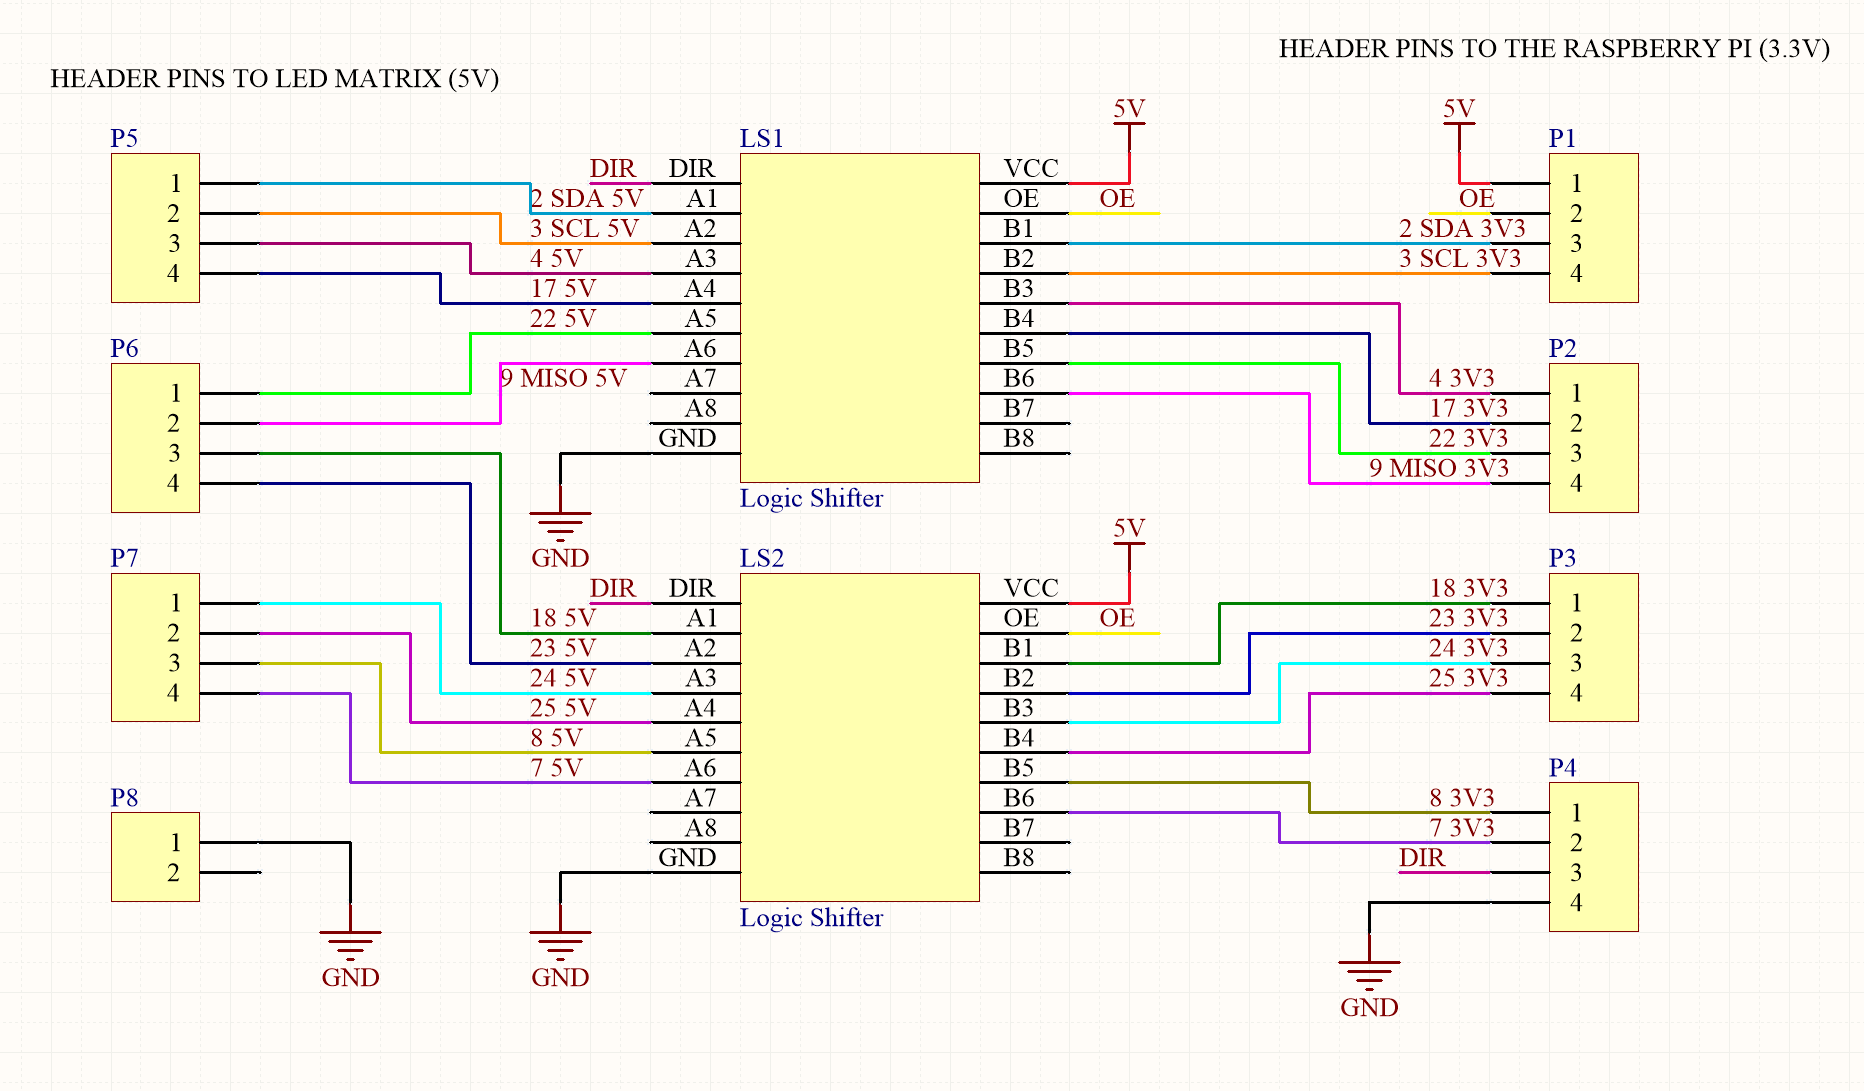 HEADER PINS TO THE RASPBERRY PI (3.3V)
HEADER PINS TO LED MATRIX (5V)
P5
1
2
3
4
P6
1
2
3
4
P7
1
2
3
4
P8
1
2
GND
DIR
2 SDA 5V
3 SCL 5V
4 5V
17 5V
22 5V
9 MISO 5V
GND
LS1
DIR
A1
A2
A3
A4
A5
A6
A7
A8
GND
VCC
OE
B1
B2
B3
B4
B5
B6
B7
B8
Logic Shifter
5V
OE
DIR
18 5V
23 5V
24 5V
25 5V
8 5V
7 5V
GND
LS2
DIR
A1
A2
A3
A4
A5
A6
A7
A8
GND
VCC
OE
B1
B2
B3
B4
B5
B6
B7
B8
Logic Shifter
5V
OE
5V
OE
2 SDA 3V3
3 SCL 3V3
P1
1
2
3
4
4 3V3
17 3V3
22 3V3
9 MISO 3V3
P2
1
2
3
4
18 3V3
23 3V3
24 3V3
25 3V3
P3
1
2
3
4
8 3V3
7 3V3
DIR
P4
1
2
3
4
GND